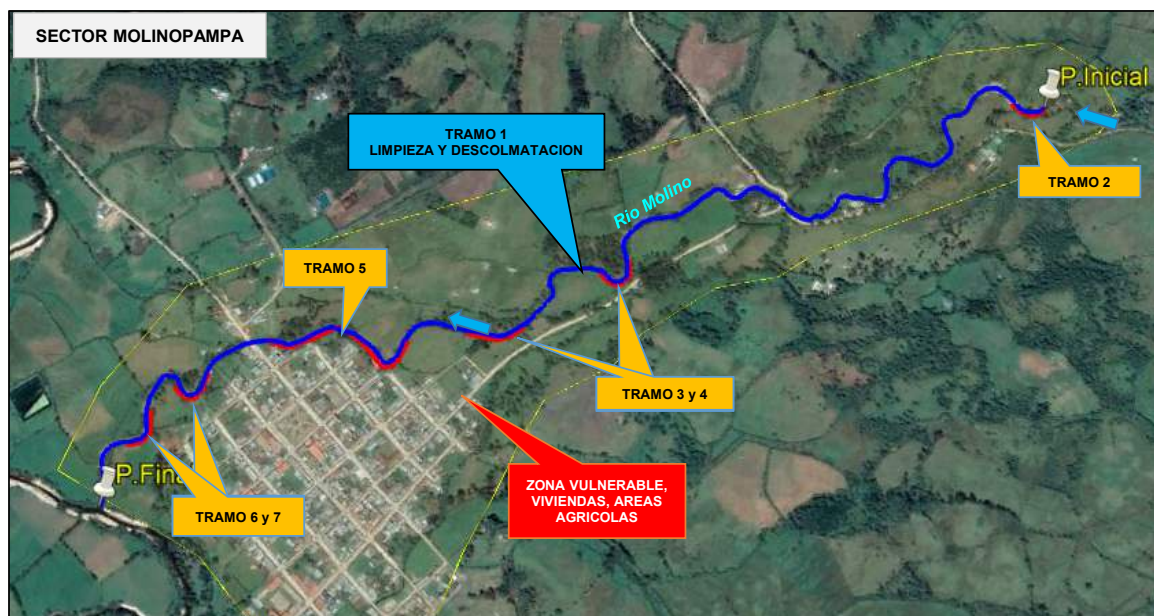 SECTOR MOLINOPAMPA
P.Inicial
TRAMO 1
LIMPIEZA Y DESCOLMATACION
TRAMO 2
Rio Molino
TRAMO 5
TRAMO 3 y 4
P.Fina
ZONA VULNERABLE,
VIVIENDAS, AREAS
AGRICOLAS
TRAMO 6 y 7